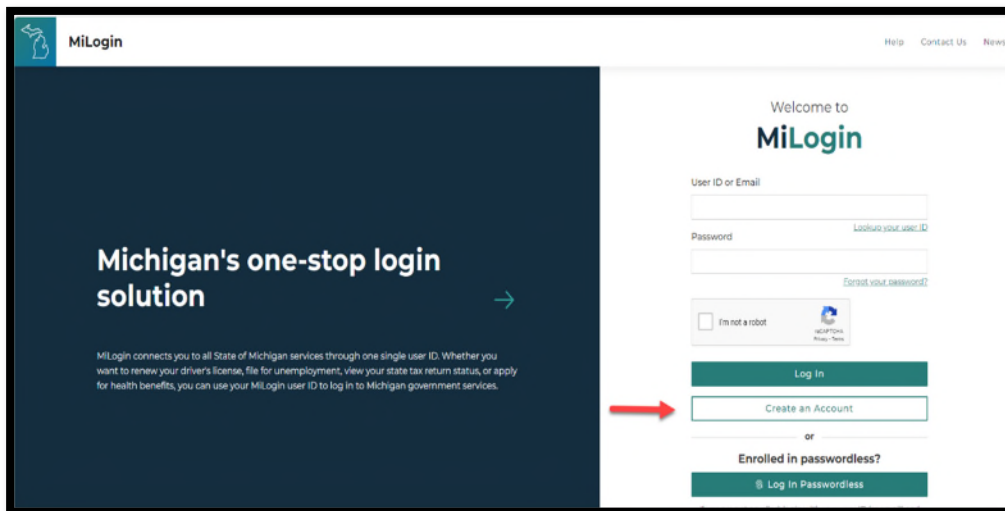 MiLogin
Help Contact Us News
Welcome to
MiLogin
User ID or Email
Lookup your user ID
Password
Forgot your password?
I'm not a robot
reCAPTCHA
Privacy - Terms
Log In
Create an Account
or
Enrolled in passwordless?
Log In Passwordless
Michigan's one-stop login
solution
MiLogin connects you to all State of Michigan services through one single user ID. Whether you
want to renew your driver's license, file for unemployment, view your state tax return status, or apply
for health benefits, you can use your MiLogin user ID to log in to Michigan government services.